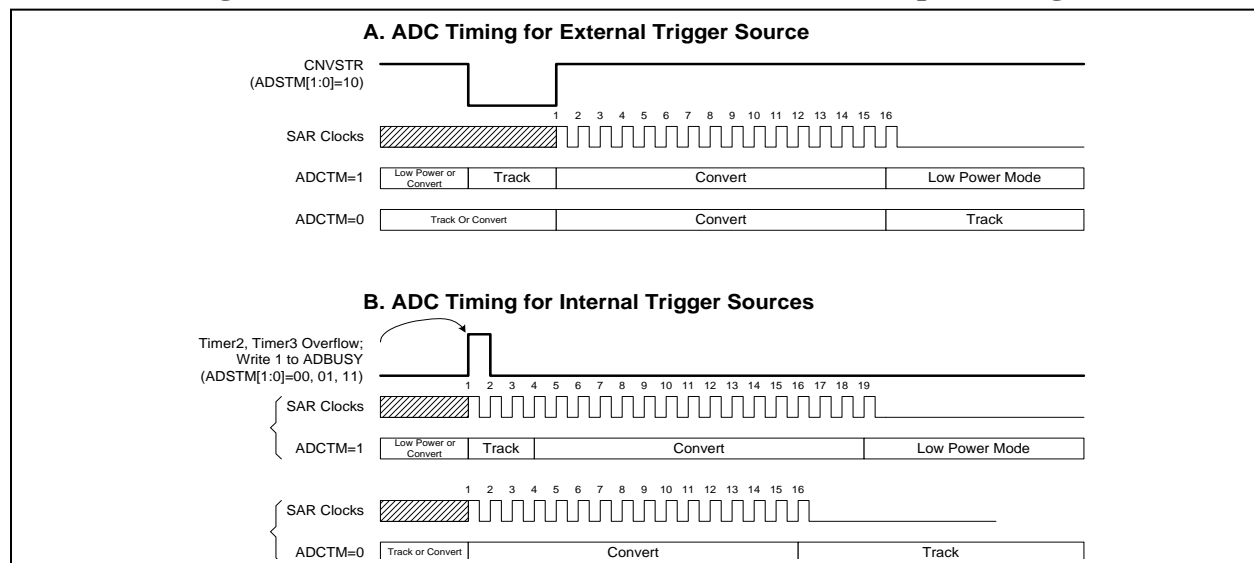 A. ADC Timing for External Trigger Source
CNVSTR
(ADSTM[1:0]=10)
1 2 3 4 5 6 7 8 9 10 11 12 13 14 15 16
SAR Clocks
ADCTM=1
Low Power or
Convert
Track
Convert
Low Power Mode
ADCTM=0
Track Or Convert
Convert
Track
B. ADC Timing for Internal Trigger Sources
Timer2, Timer3 Overflow;
Write 1 to ADBUSY
(ADSTM[1:0]=00, 01, 11)
1 2 3 4 5 6 7 8 9 10 11 12 13 14 15 16 17 18 19
SAR Clocks
ADCTM=1
Low Power or
Convert
Track
Convert
Low Power Mode
1 2 3 4 5 6 7 8 9 10 11 12 13 14 15 16
SAR Clocks
ADCTM=0
Track or Convert
Convert
Track